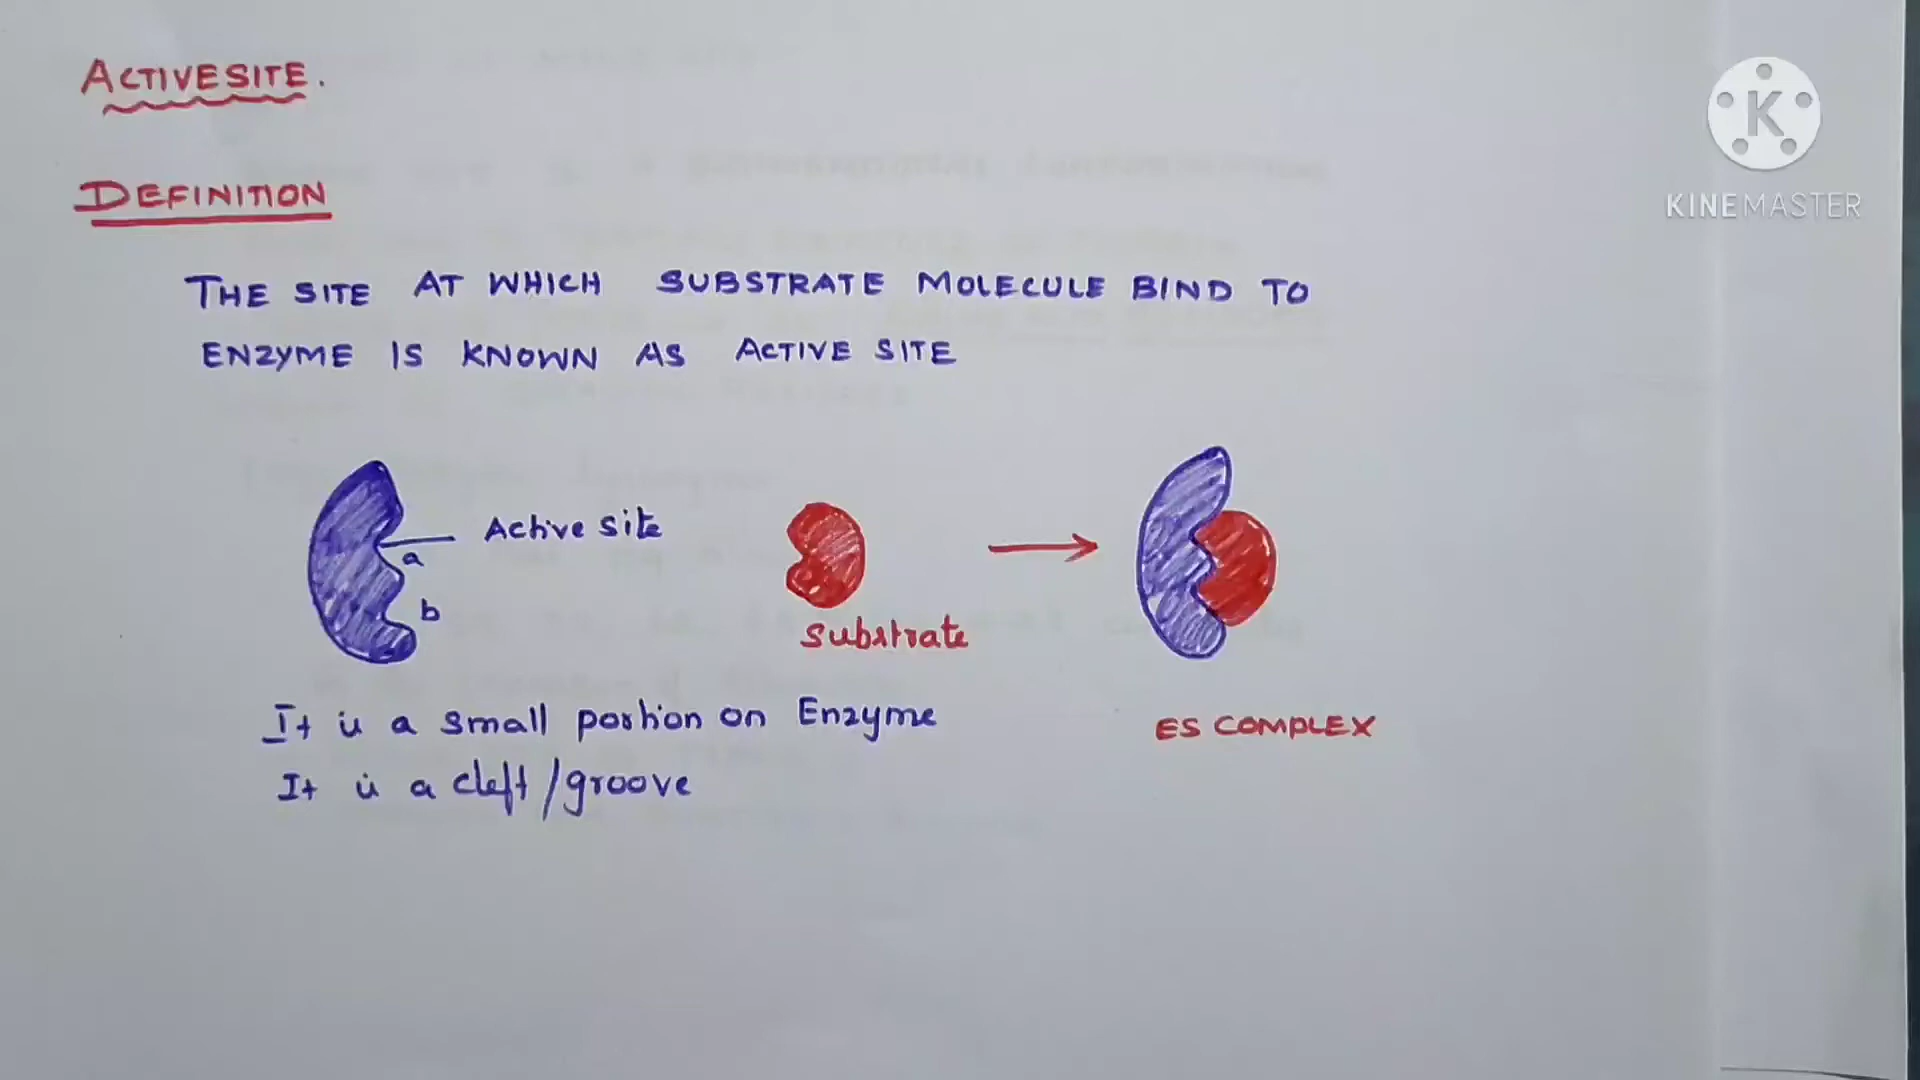 ACTIVESITE.
DEFINITION
THE SITE AT WHICH SUBSTRATE MOLECULE BIND TO
ENZYME IS KNOWN AS ACTIVE SITE
Active site
a
b
substrate
It is a small portion on Enzyme
It is a cleft/groove
ES COMPLEX
K
KINEMASTER